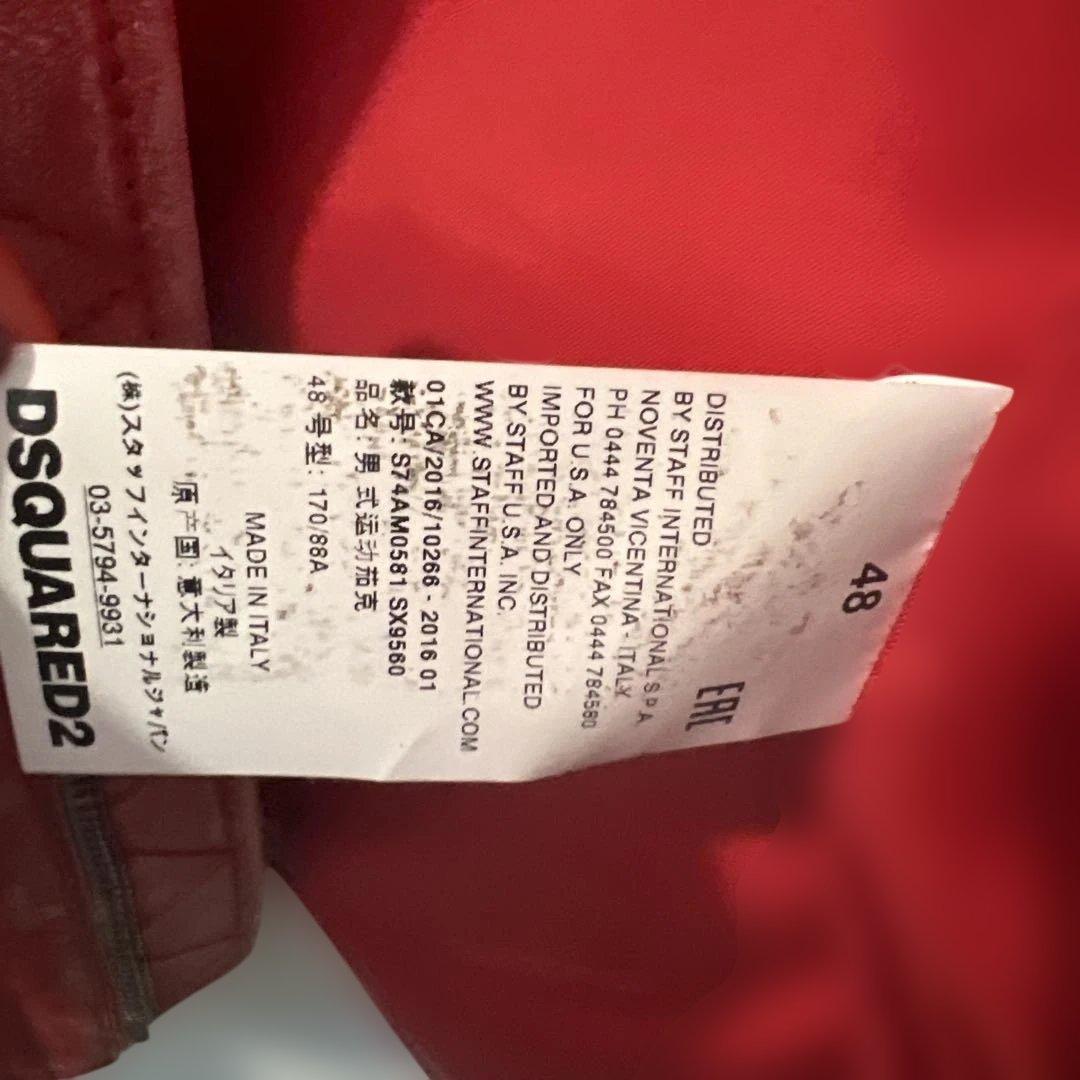 48
EAC
DISTRIBUTED
BY STAFF INTERNATIONAL S.P.A.
NOVENTA VICENTINA - ITALY
PH 0444 784500 FAX 0444 784580
FOR U.S.A. ONLY
IMPORTED AND DISTRIBUTED
BY STAFF U.S.A. INC.
WWW.STAFFINTERNATIONAL.COM
01CA/2016/10266 - 2016 01
款号: S74AM0581 SX9560
品名: 男式运动茄克
48 号型: 170/88A
MADE IN ITALY
イタリア製
原产国: 意大利製造
(株)スタッフインターナショナルジャパン
03-5794-9931
DSQUARED2